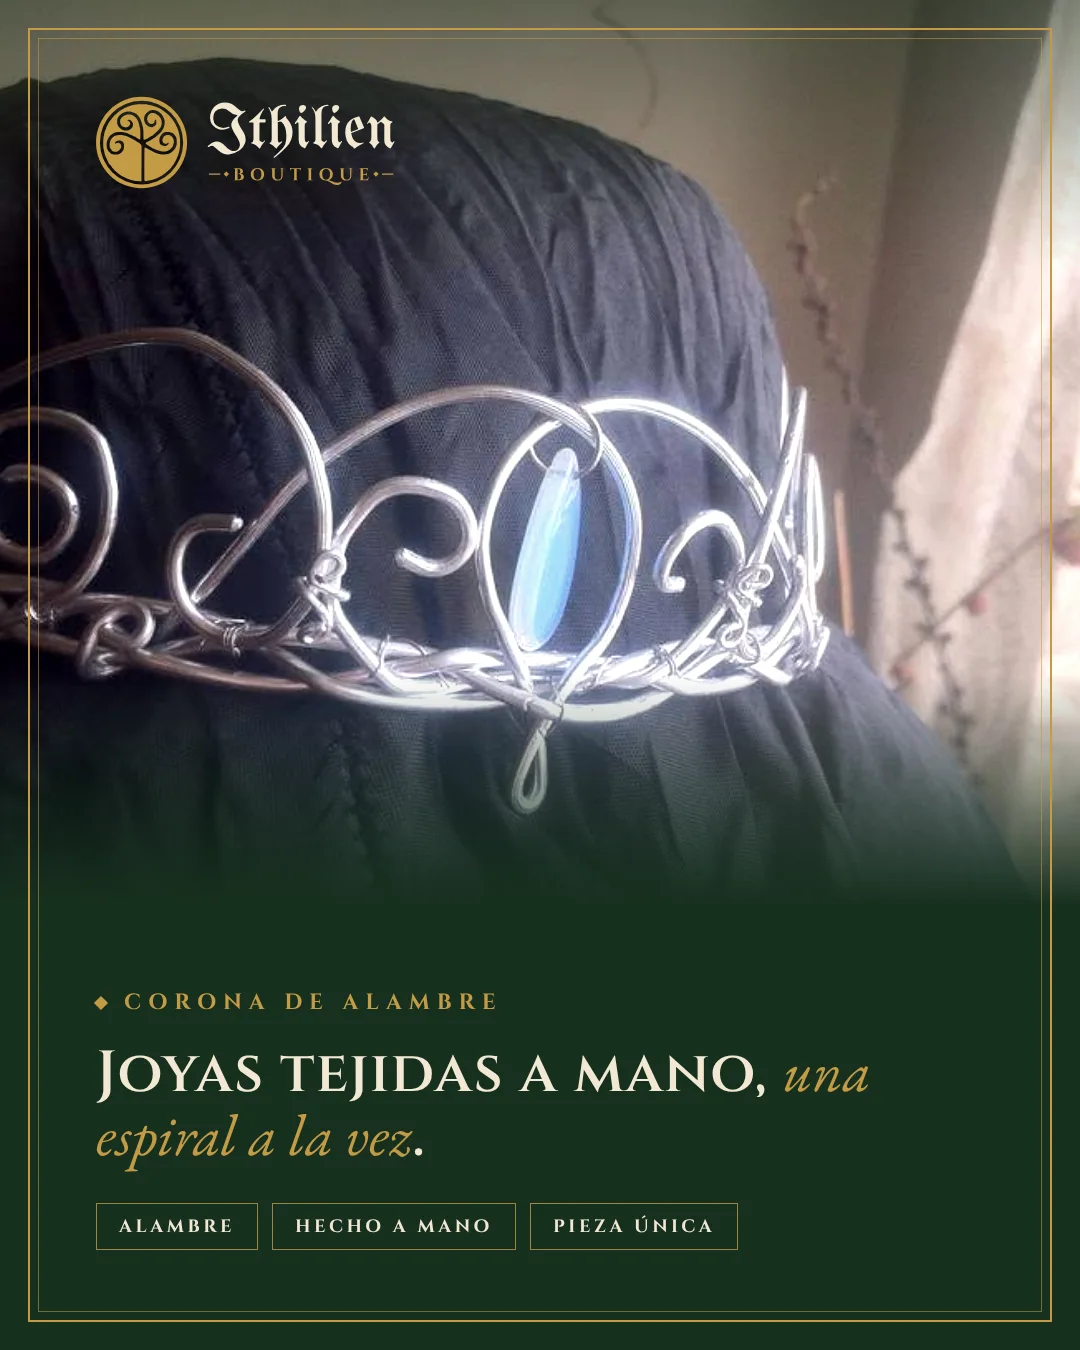 Ithilien
BOUTIQUE
CORONA DE ALAMBRE
JOYAS TEJIDAS A MANO, una
espiral a la vez.
ALAMBRE
HECHO A MANO
PIEZA ÚNICA